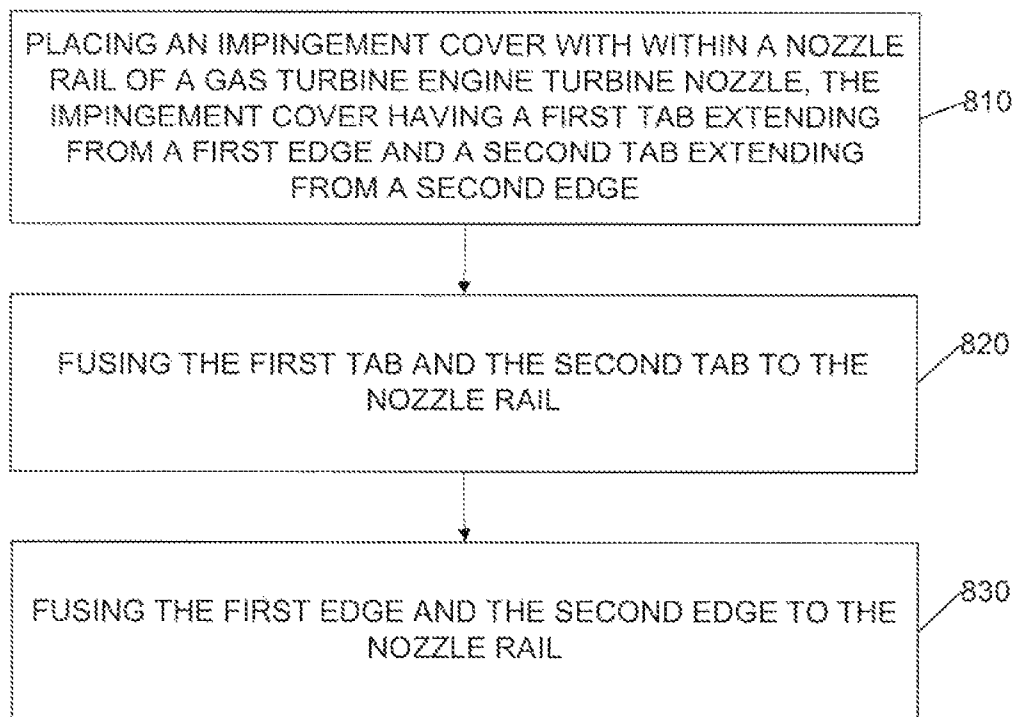 PLACING AN IMPINGEMENT COVER WITH WITHIN A NOZZLE
RAIL OF A GAS TURBINE ENGINE TURBINE NOZZLE, THE
IMPINGEMENT COVER HAVING A FIRST TAB EXTENDING
FROM A FIRST EDGE AND A SECOND TAB EXTENDING
FROM A SECOND EDGE
810
FUSING THE FIRST TAB AND THE SECOND TAB TO THE
NOZZLE RAIL
820
FUSING THE FIRST EDGE AND THE SECOND EDGE TO THE
NOZZLE RAIL
830